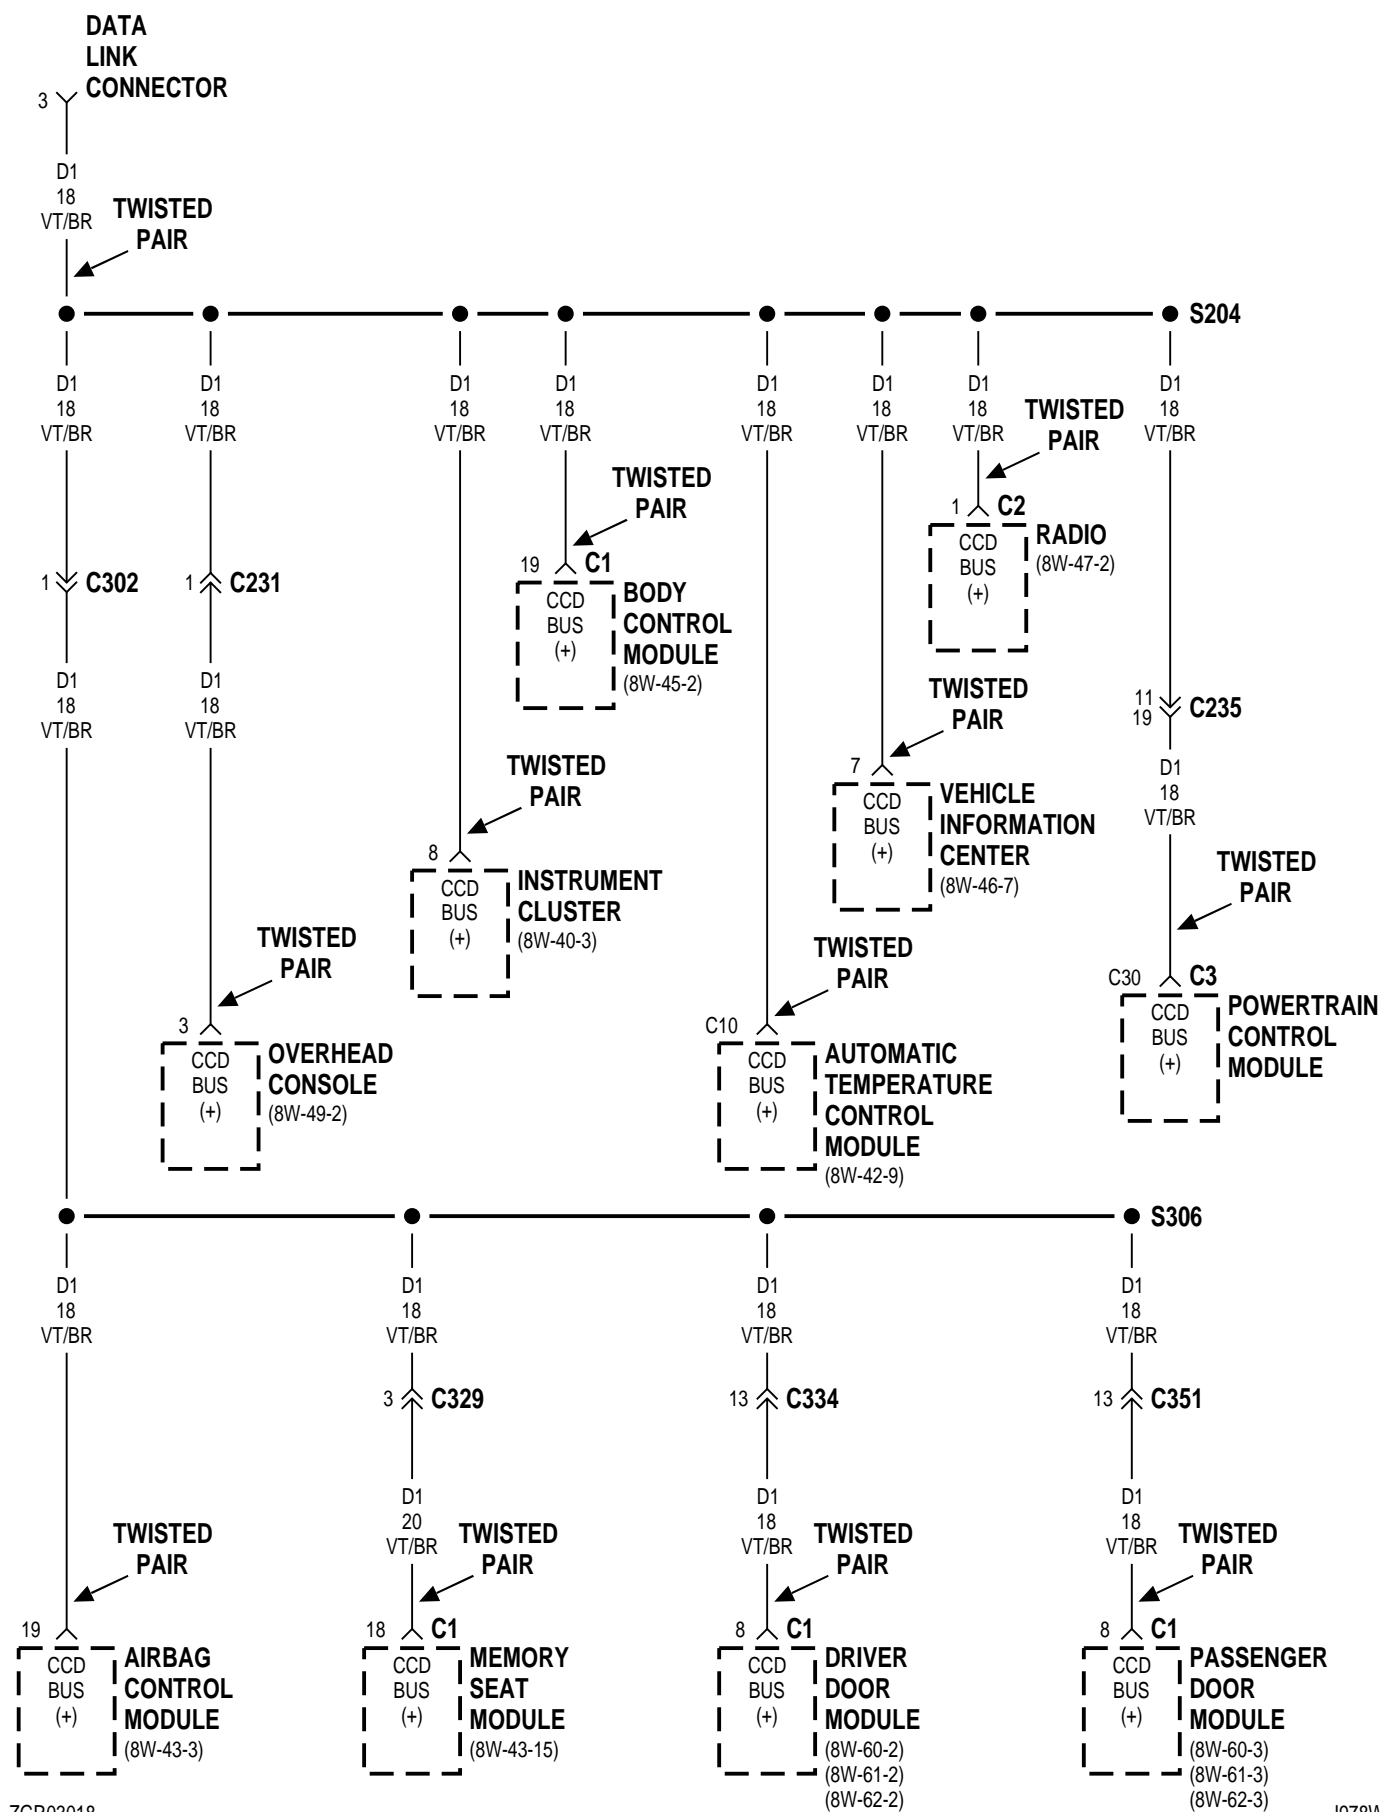 DATA
LINK
CONNECTOR
3
D1
18
VT/BR
TWISTED
PAIR
S204
D1
18
VT/BR
D1
18
VT/BR
D1
18
VT/BR
D1
18
VT/BR
D1
18
VT/BR
D1
18
VT/BR
D1
18
VT/BR
D1
18
VT/BR
TWISTED
PAIR
TWISTED
PAIR
1 C2
CCD
BUS
(+)
RADIO
(8W-47-2)
19 C1
CCD
BUS
(+)
BODY
CONTROL
MODULE
(8W-45-2)
1 C302
1 C231
D1
18
VT/BR
D1
18
VT/BR
TWISTED
PAIR
11
19
C235
D1
18
VT/BR
7
CCD
BUS
(+)
VEHICLE
INFORMATION
CENTER
(8W-46-7)
TWISTED
PAIR
8
CCD
BUS
(+)
INSTRUMENT
CLUSTER
(8W-40-3)
TWISTED
PAIR
C30 C3
CCD
BUS
(+)
POWERTRAIN
CONTROL
MODULE
TWISTED
PAIR
3
CCD
BUS
(+)
OVERHEAD
CONSOLE
(8W-49-2)
TWISTED
PAIR
C10
CCD
BUS
(+)
AUTOMATIC
TEMPERATURE
CONTROL
MODULE
(8W-42-9)
S306
D1
18
VT/BR
D1
18
VT/BR
D1
18
VT/BR
D1
18
VT/BR
3 C329
13 C334
13 C351
D1
20
VT/BR
D1
18
VT/BR
D1
18
VT/BR
TWISTED
PAIR
TWISTED
PAIR
TWISTED
PAIR
TWISTED
PAIR
19
CCD
BUS
(+)
AIRBAG
CONTROL
MODULE
(8W-43-3)
18 C1
CCD
BUS
(+)
MEMORY
SEAT
MODULE
(8W-43-15)
8 C1
CCD
BUS
(+)
DRIVER
DOOR
MODULE
(8W-60-2)
(8W-61-2)
(8W-62-2)
8 C1
CCD
BUS
(+)
PASSENGER
DOOR
MODULE
(8W-60-3)
(8W-61-3)
(8W-62-3)